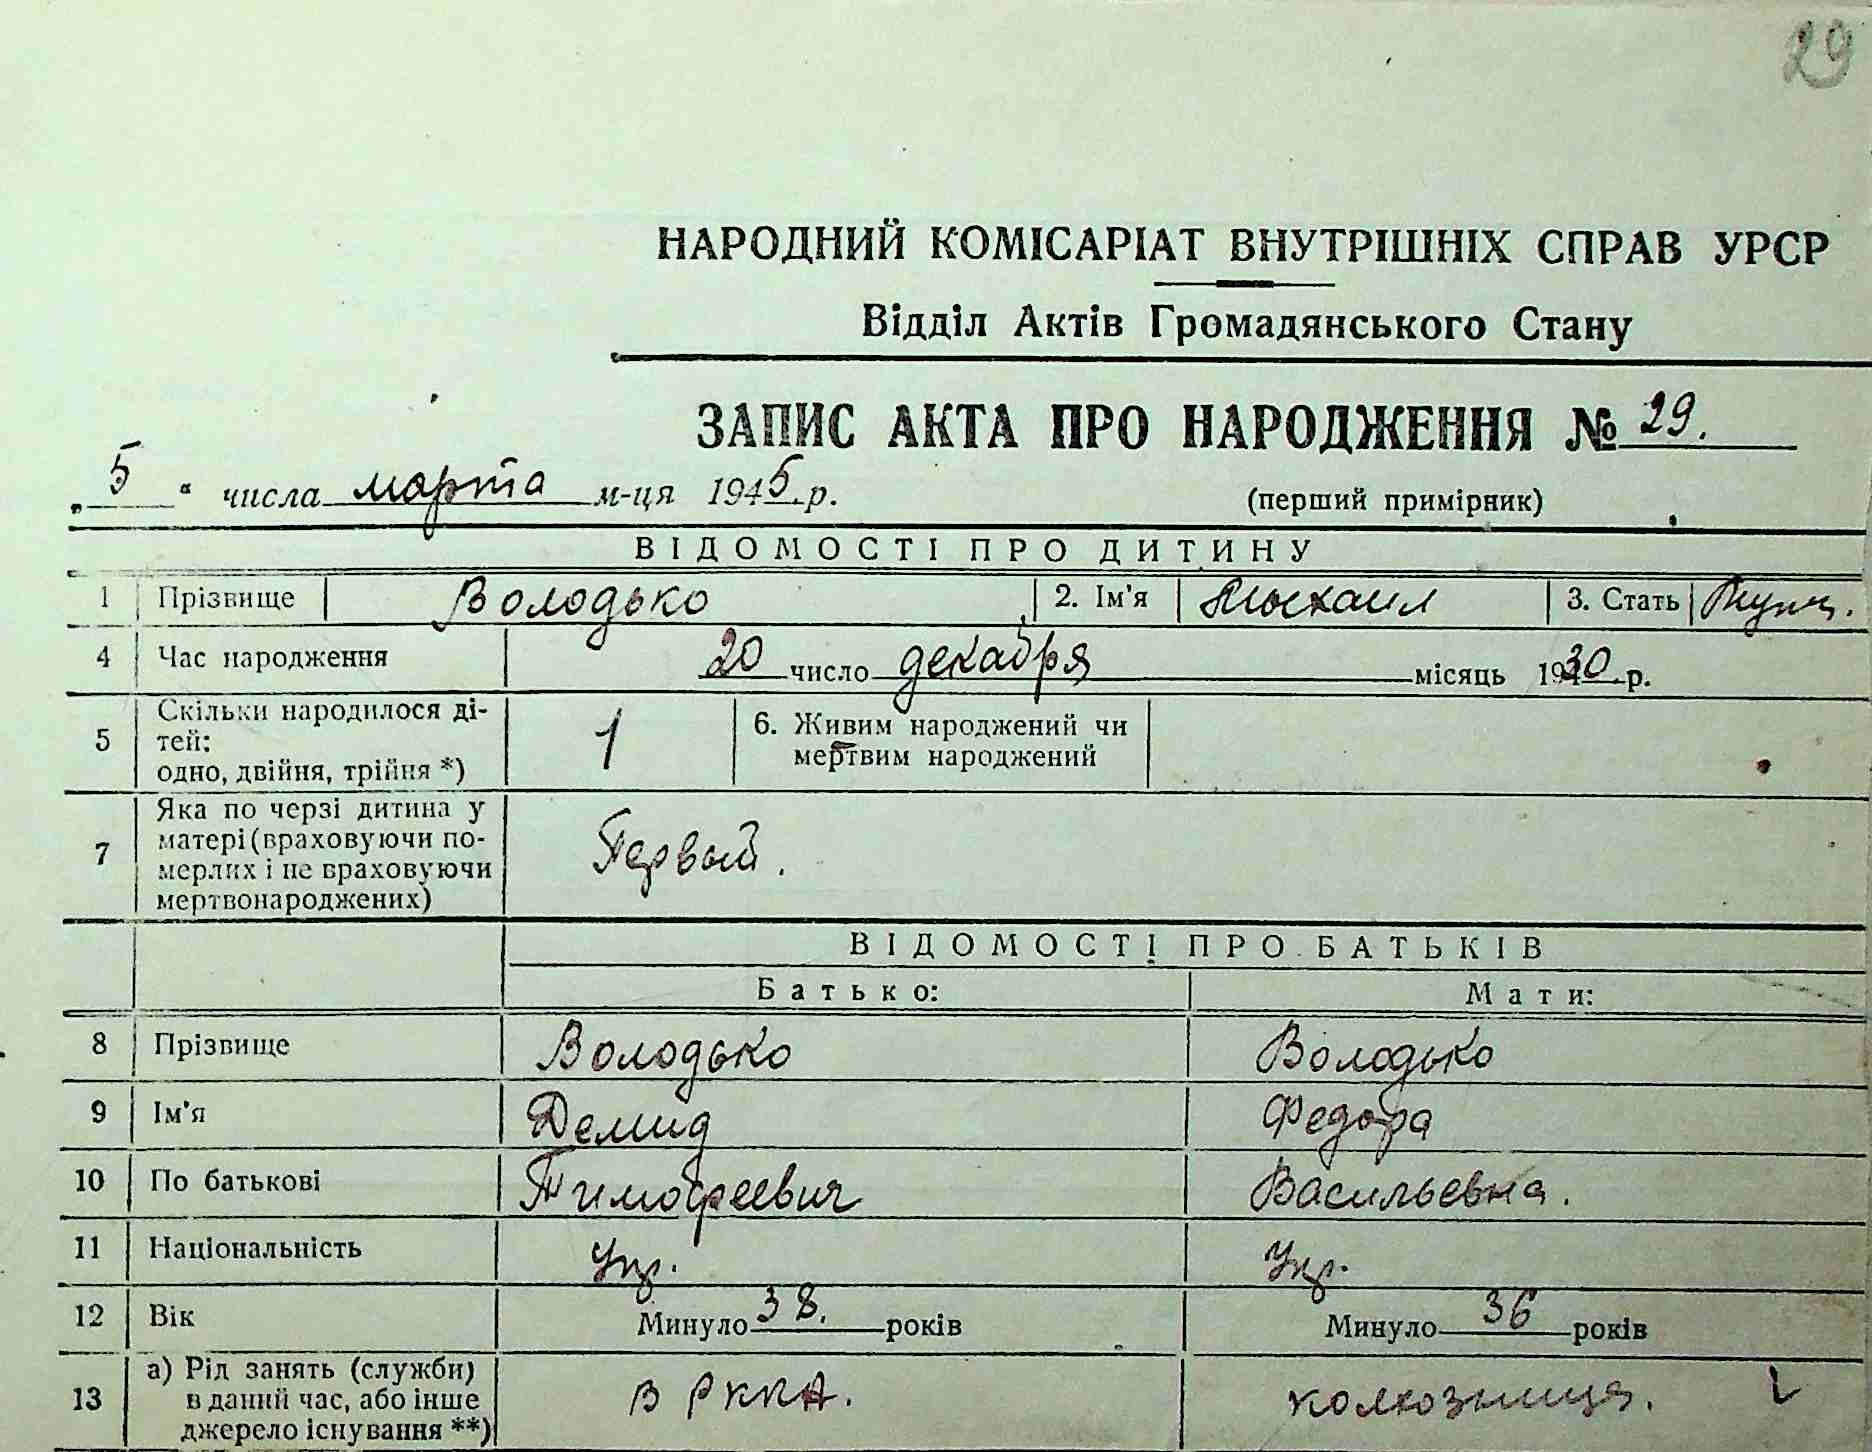 29
НАРОДНИЙ КОМІСАРІАТ ВНУТРІШНІХ СПРАВ УРСР
Відділ Актів Громадянського Стану
ЗАПИС АКТА ПРО НАРОДЖЕННЯ № 29.
„5“ числа марта м-ця 1945 р. (перший примірник)
ВІДОМОСТІ ПРО ДИТИНУ
1 Прізвище Володько 2. Ім'я Михаил 3. Стать Мужч.
4 Час народження 20 число декабря місяць 1930 р.
5 Скільки народилося ді-
тей:
одно, двійня, трійня *) 1 6. Живим народжений чи
мертвим народжений
7 Яка по черзі дитина у
матері (враховуючи по-
мерлих і не враховуючи
мертвонароджених) Первый.
ВІДОМОСТІ ПРО БАТЬКІВ
Батько: Мати:
8 Прізвище Володько Володько
9 Ім'я Демид Федора
10 По батькові Тимофеевич Васильевна.
11 Національність Укр. Укр.
12 Вік Минуло 38. років Минуло 36 років
13 а) Рід занять (служби)
в даний час, або інше
джерело існування **) в РККА. колхозница.